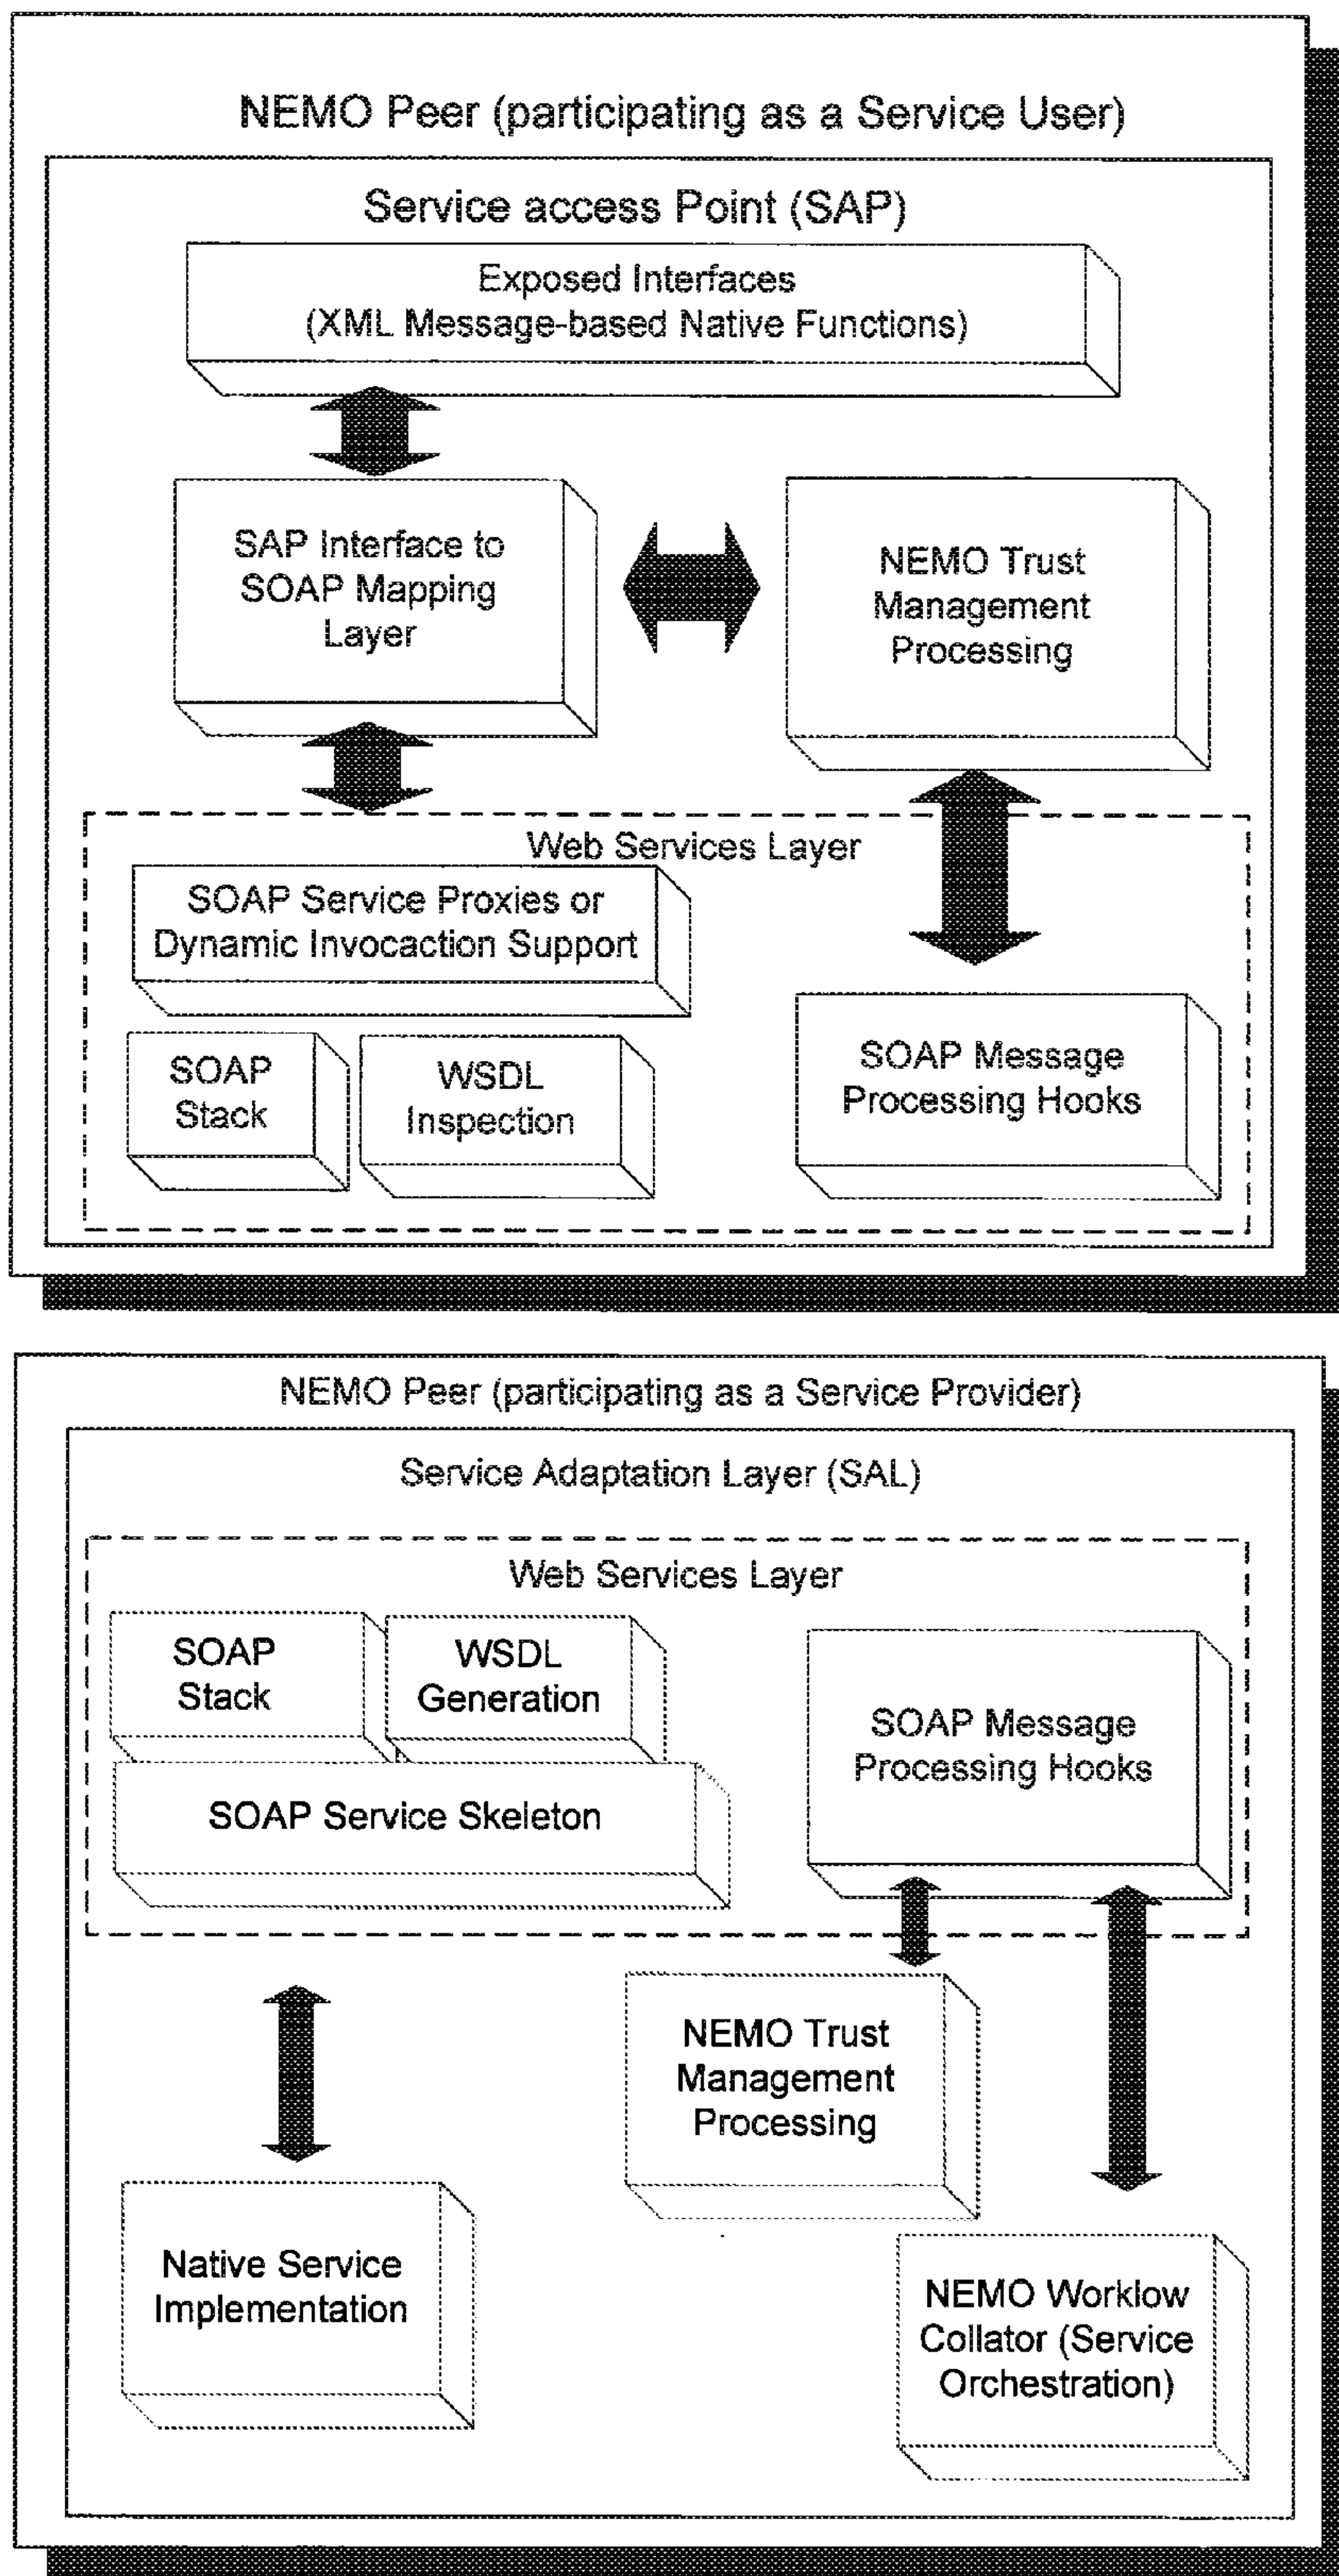 NEMO Peer (participating as a Service User)
Service access Point (SAP)
Exposed Interfaces
(XML Message-based Native Functions)
SAP Interface to
SOAP Mapping
Layer
NEMO Trust
Management
Processing
Web Services Layer
SOAP Service Proxies or
Dynamic Invocaction Support
SOAP
Stack
WSDL
Inspection
SOAP Message
Processing Hooks
NEMO Peer (participating as a Service Provider)
Service Adaptation Layer (SAL)
Web Services Layer
SOAP
Stack
WSDL
Generation
SOAP Service Skeleton
SOAP Message
Processing Hooks
NEMO Trust
Management
Processing
Native Service
Implementation
NEMO Worklow
Collator (Service
Orchestration)